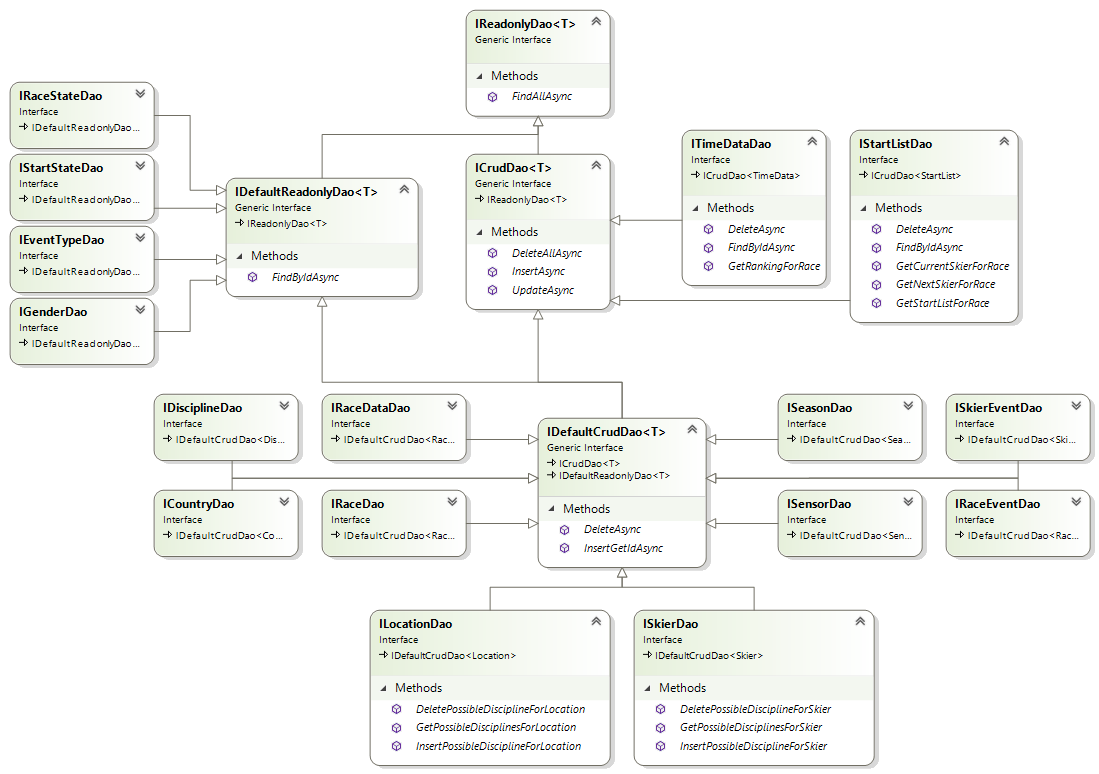 IReadonlyDao<T>
Generic Interface
Methods
FindAllAsync
IRaceStateDao
Interface
IDefaultReadonlyDao...
IStartStateDao
Interface
IDefaultReadonlyDao...
IEventTypeDao
Interface
IDefaultReadonlyDao...
IGenderDao
Interface
IDefaultReadonlyDao...
IDefaultReadonlyDao<T>
Generic Interface
IReadonlyDao<T>
Methods
FindByIdAsync
ICrudDao<T>
Generic Interface
IReadonlyDao<T>
Methods
DeleteAllAsync
InsertAsync
UpdateAsync
ITimeDataDao
Interface
ICrudDao<TimeData>
Methods
DeleteAsync
FindByIdAsync
GetRankingForRace
IStartListDao
Interface
ICrudDao<StartList>
Methods
DeleteAsync
FindByIdAsync
GetCurrentSkierForRace
GetNextSkierForRace
GetStartListForRace
IDisciplineDao
Interface
IDefaultCrudDao<Dis...
IRaceDataDao
Interface
IDefaultCrudDao<Rac...
ICountryDao
Interface
IDefaultCrudDao<Co...
IRaceDao
Interface
IDefaultCrudDao<Rac...
IDefaultCrudDao<T>
Generic Interface
ICrudDao<T>
IDefaultReadonlyDao<T>
Methods
DeleteAsync
InsertGetIdAsync
ISeasonDao
Interface
IDefaultCrudDao<Sea...
ISkierEventDao
Interface
IDefaultCrudDao<Ski...
ISensorDao
Interface
IDefaultCrudDao<Sen...
IRaceEventDao
Interface
IDefaultCrudDao<Rac...
ILocationDao
Interface
IDefaultCrudDao<Location>
Methods
DeletePossibleDisciplineForLocation
GetPossibleDisciplinesForLocation
InsertPossibleDisciplineForLocation
ISkierDao
Interface
IDefaultCrudDao<Skier>
Methods
DeletePossibleDisciplineForSkier
GetPossibleDisciplinesForSkier
InsertPossibleDisciplineForSkier